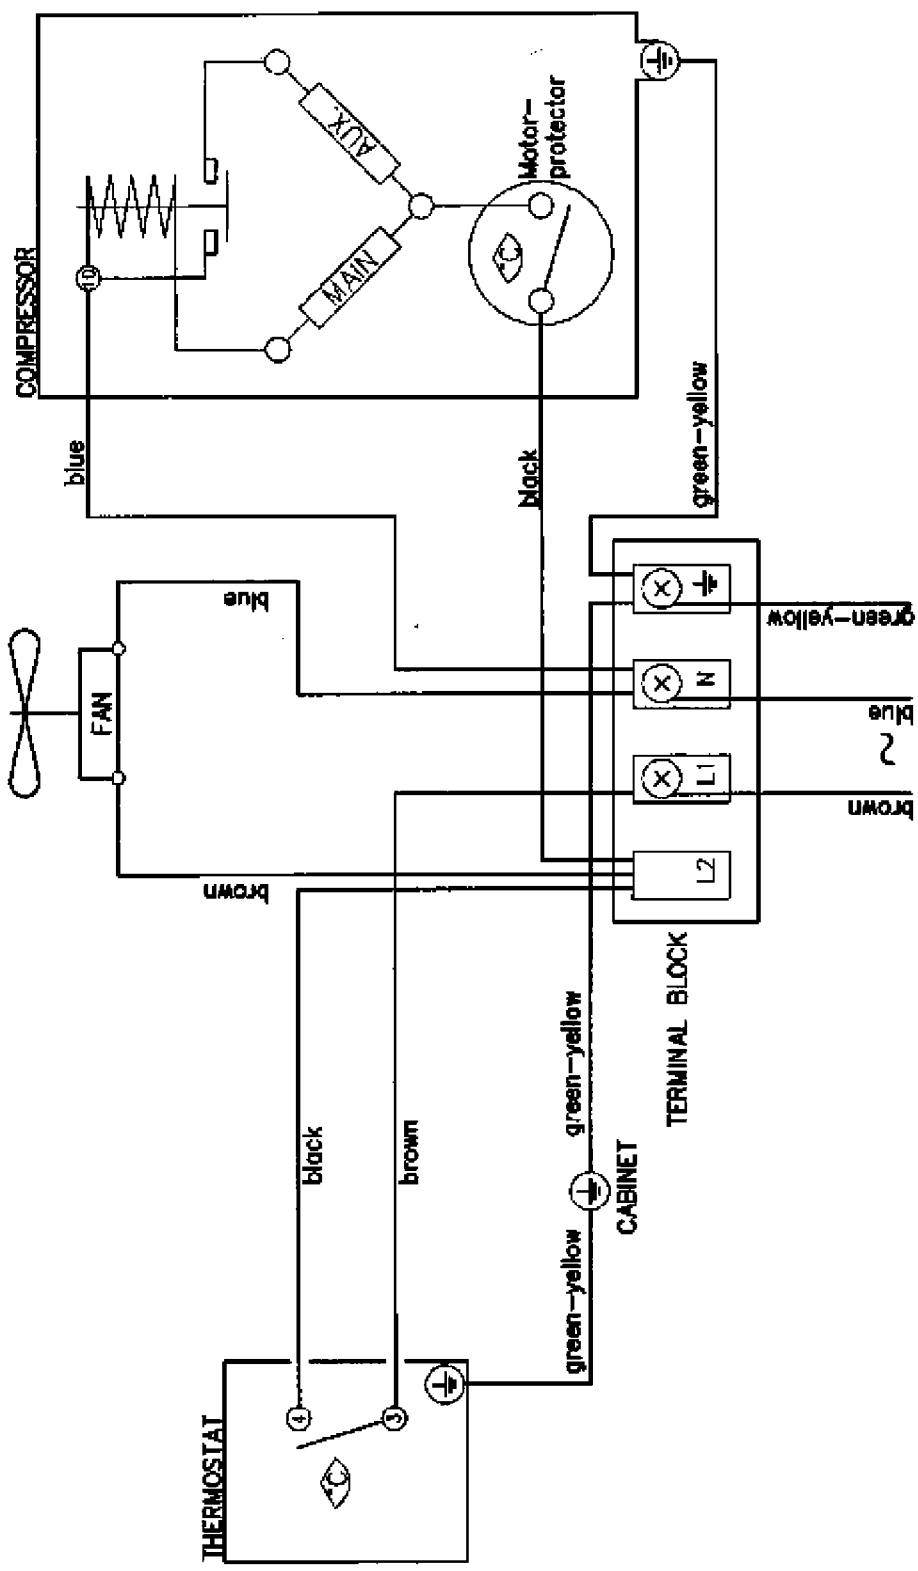 COMPRESSOR
10
AUX.
MAIN
Motor-
protector
°C
blue
black
green-yellow
FAN
blue
brown
N
L1
L2
green-yellow
blue
~
brown
TERMINAL BLOCK
green-yellow
black
brown
CABINET
green-yellow
THERMOSTAT
4
3
°C